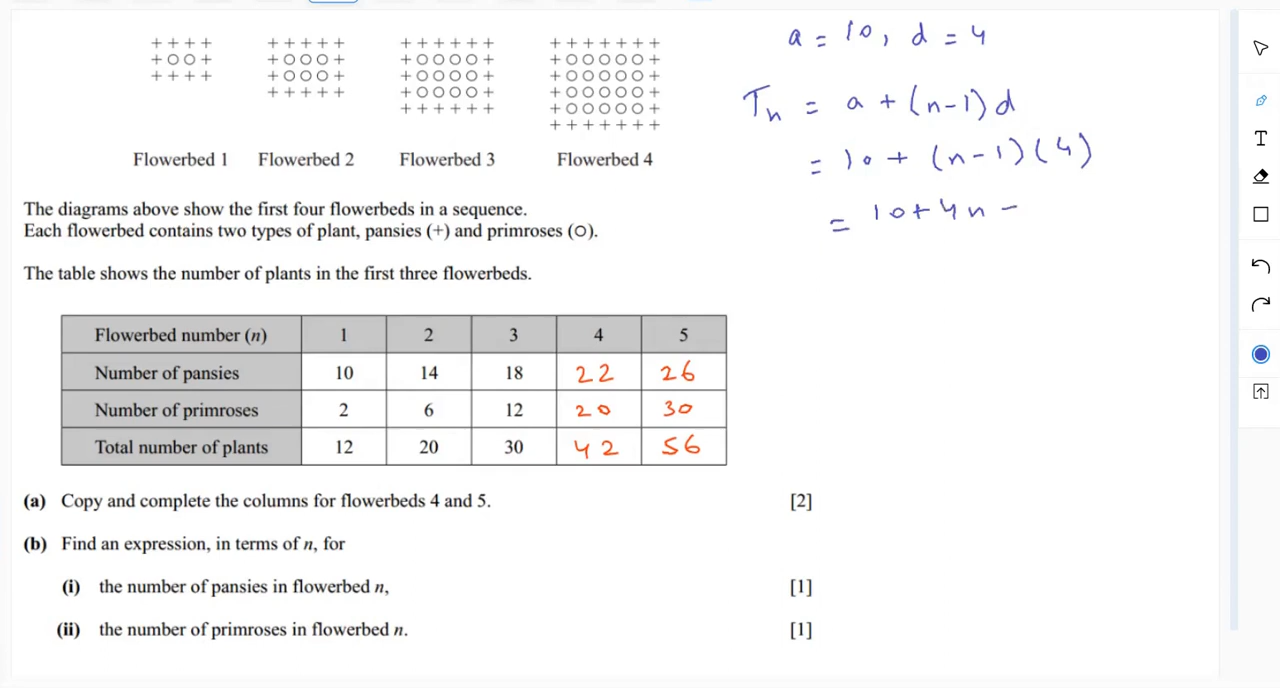 + + + + + + + + + + + + + + + + + + + + + +
+ O O + + O O O + + O O O O + + O O O O O +
+ + + + + O O O + + O O O O + + O O O O O +
+ + + + + + O O O O + + O O O O O +
+ + + + + + + O O O O O +
+ + + + + + +
Flowerbed 1 Flowerbed 2 Flowerbed 3 Flowerbed 4
The diagrams above show the first four flowerbeds in a sequence.
Each flowerbed contains two types of plant, pansies (+) and primroses (O).
The table shows the number of plants in the first three flowerbeds.
Flowerbed number (n) 1 2 3 4 5
Number of pansies 10 14 18 22 26
Number of primroses 2 6 12 20 30
Total number of plants 12 20 30 42 56
(a) Copy and complete the columns for flowerbeds 4 and 5. [2]
(b) Find an expression, in terms of n, for
(i) the number of pansies in flowerbed n, [1]
(ii) the number of primroses in flowerbed n. [1]
a = 10, d = 4
Tn = a + (n-1) d
= 10 + (n-1)(4)
= 10 + 4n -
T